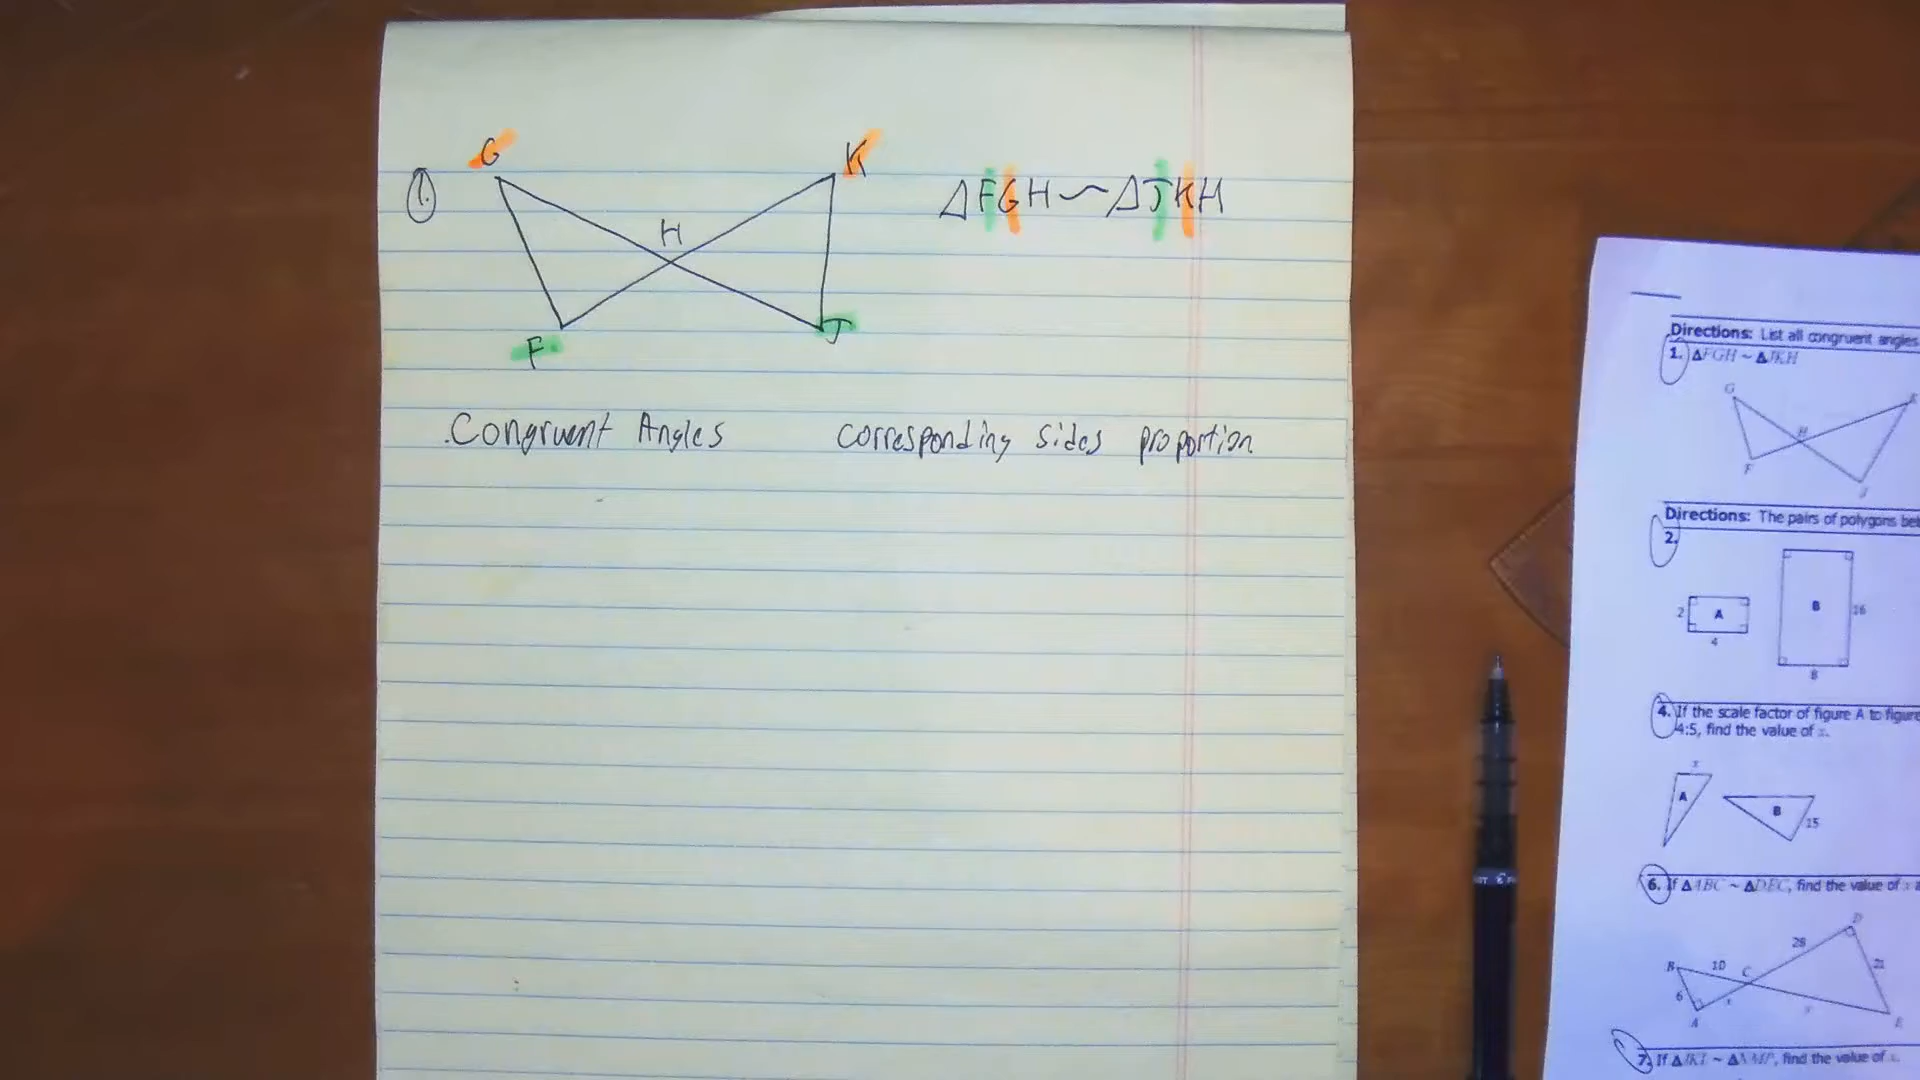 1.
G
K
H
F
J
ΔFGH ~ ΔJKH
Congruent Angles
corresponding sides proportion
Directions: List all congruent angles
1. ΔFGH ~ ΔJKH
G
K
H
F
J
Directions: The pairs of polygons
2.
2
A
4
B
16
8
4. If the scale factor of figure A to figure
4:5, find the value of x.
x
A
B
15
6. If ΔABC ~ ΔDEC, find the value of x
D
28
B
10
C
21
6
x
A
E
7. If ΔJKL ~ ΔNMP, find the value of x.